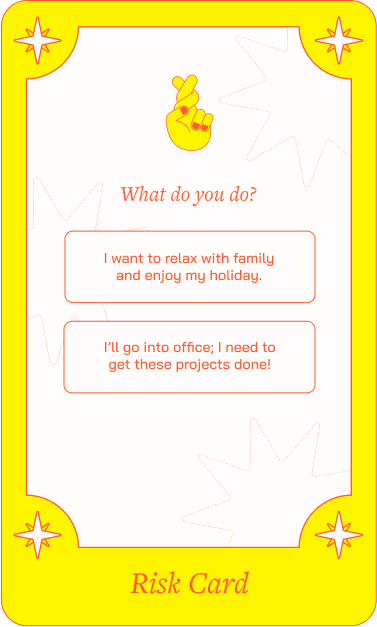 What do you do?
I want to relax with family
and enjoy my holiday.
I’ll go into office; I need to
get these projects done!
Risk Card